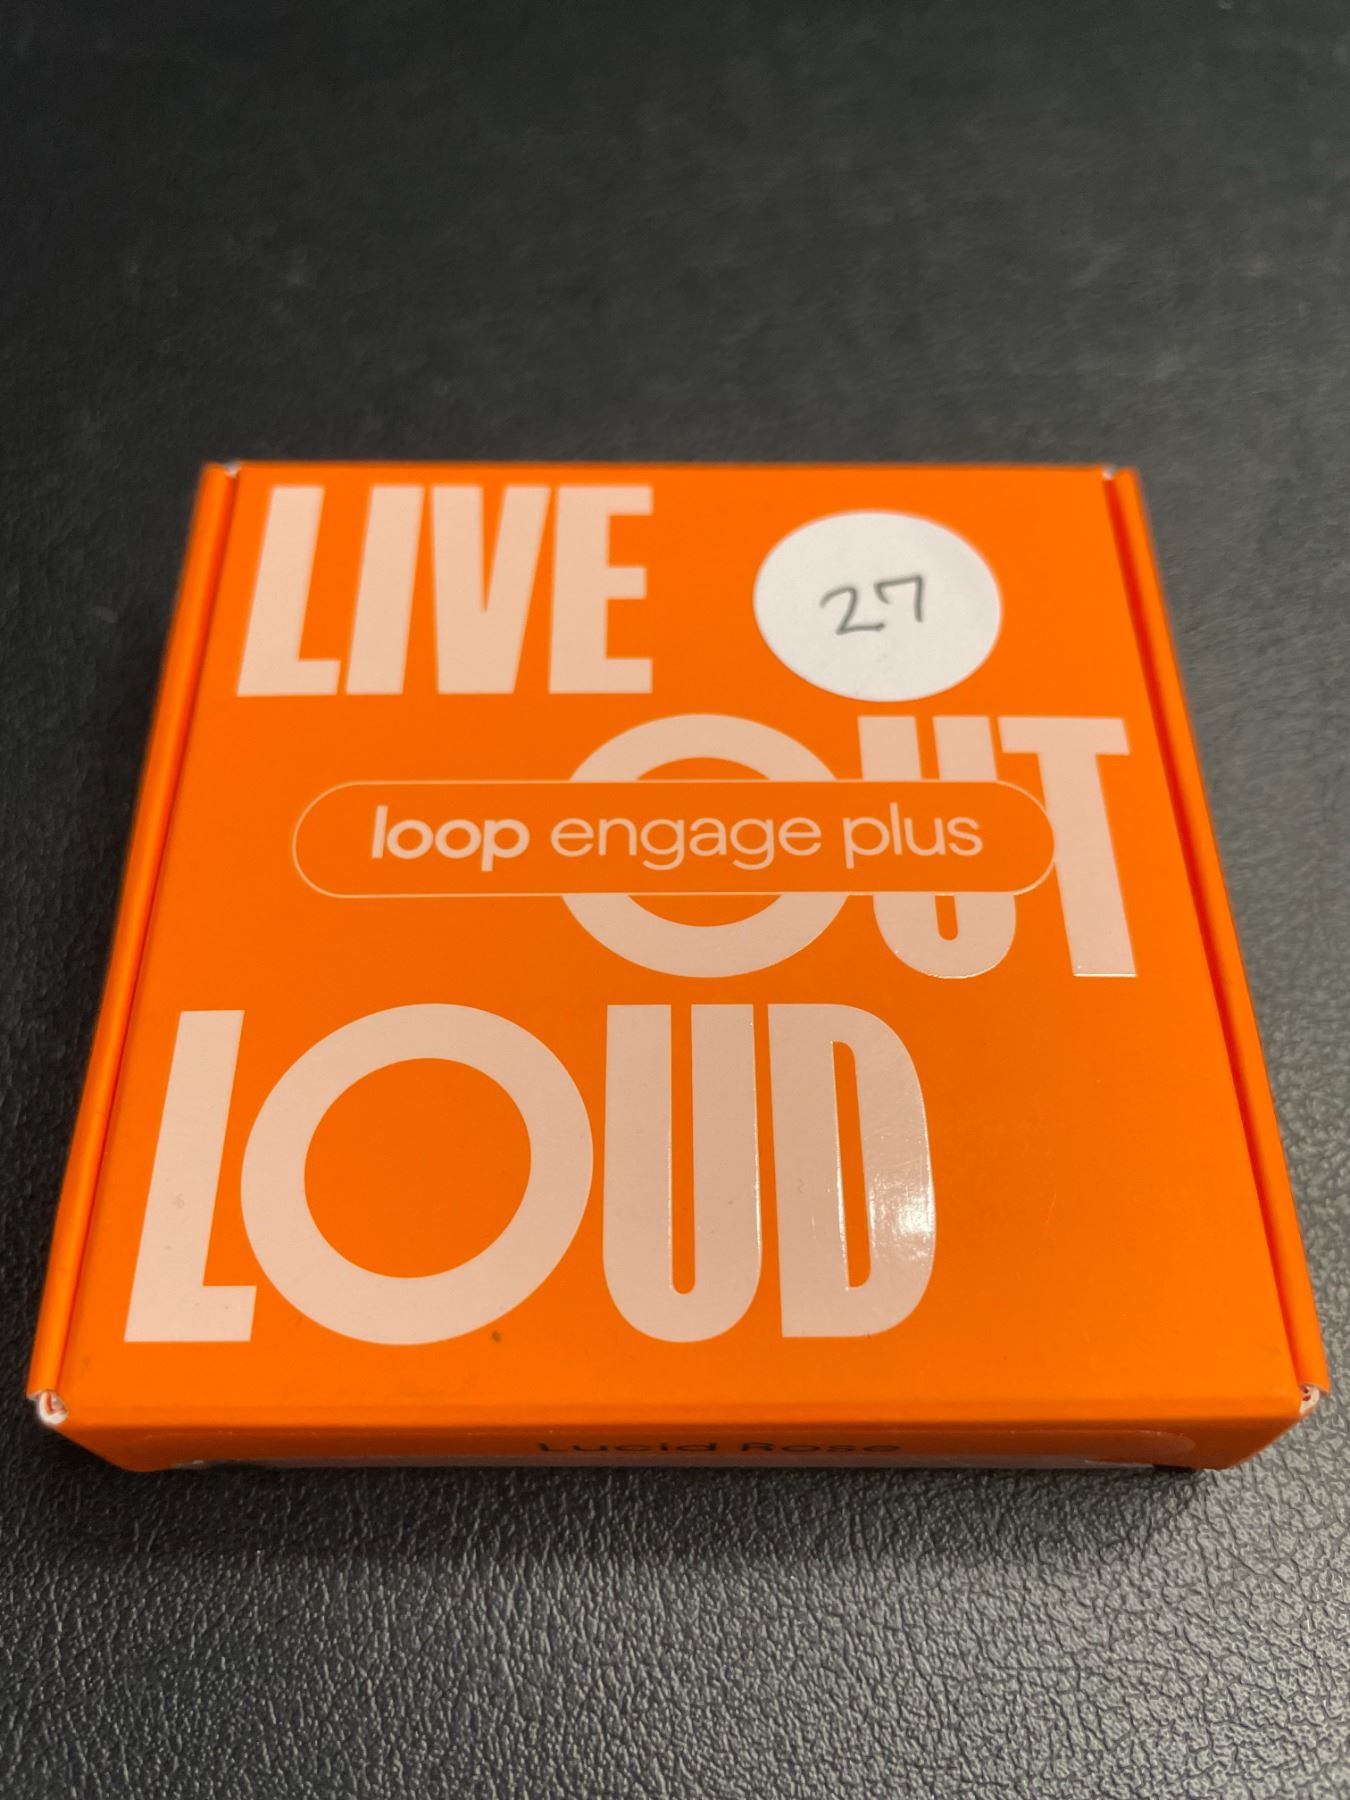 LIVE
27
OUT
loop engage plus
LOUD
Lucid Rose